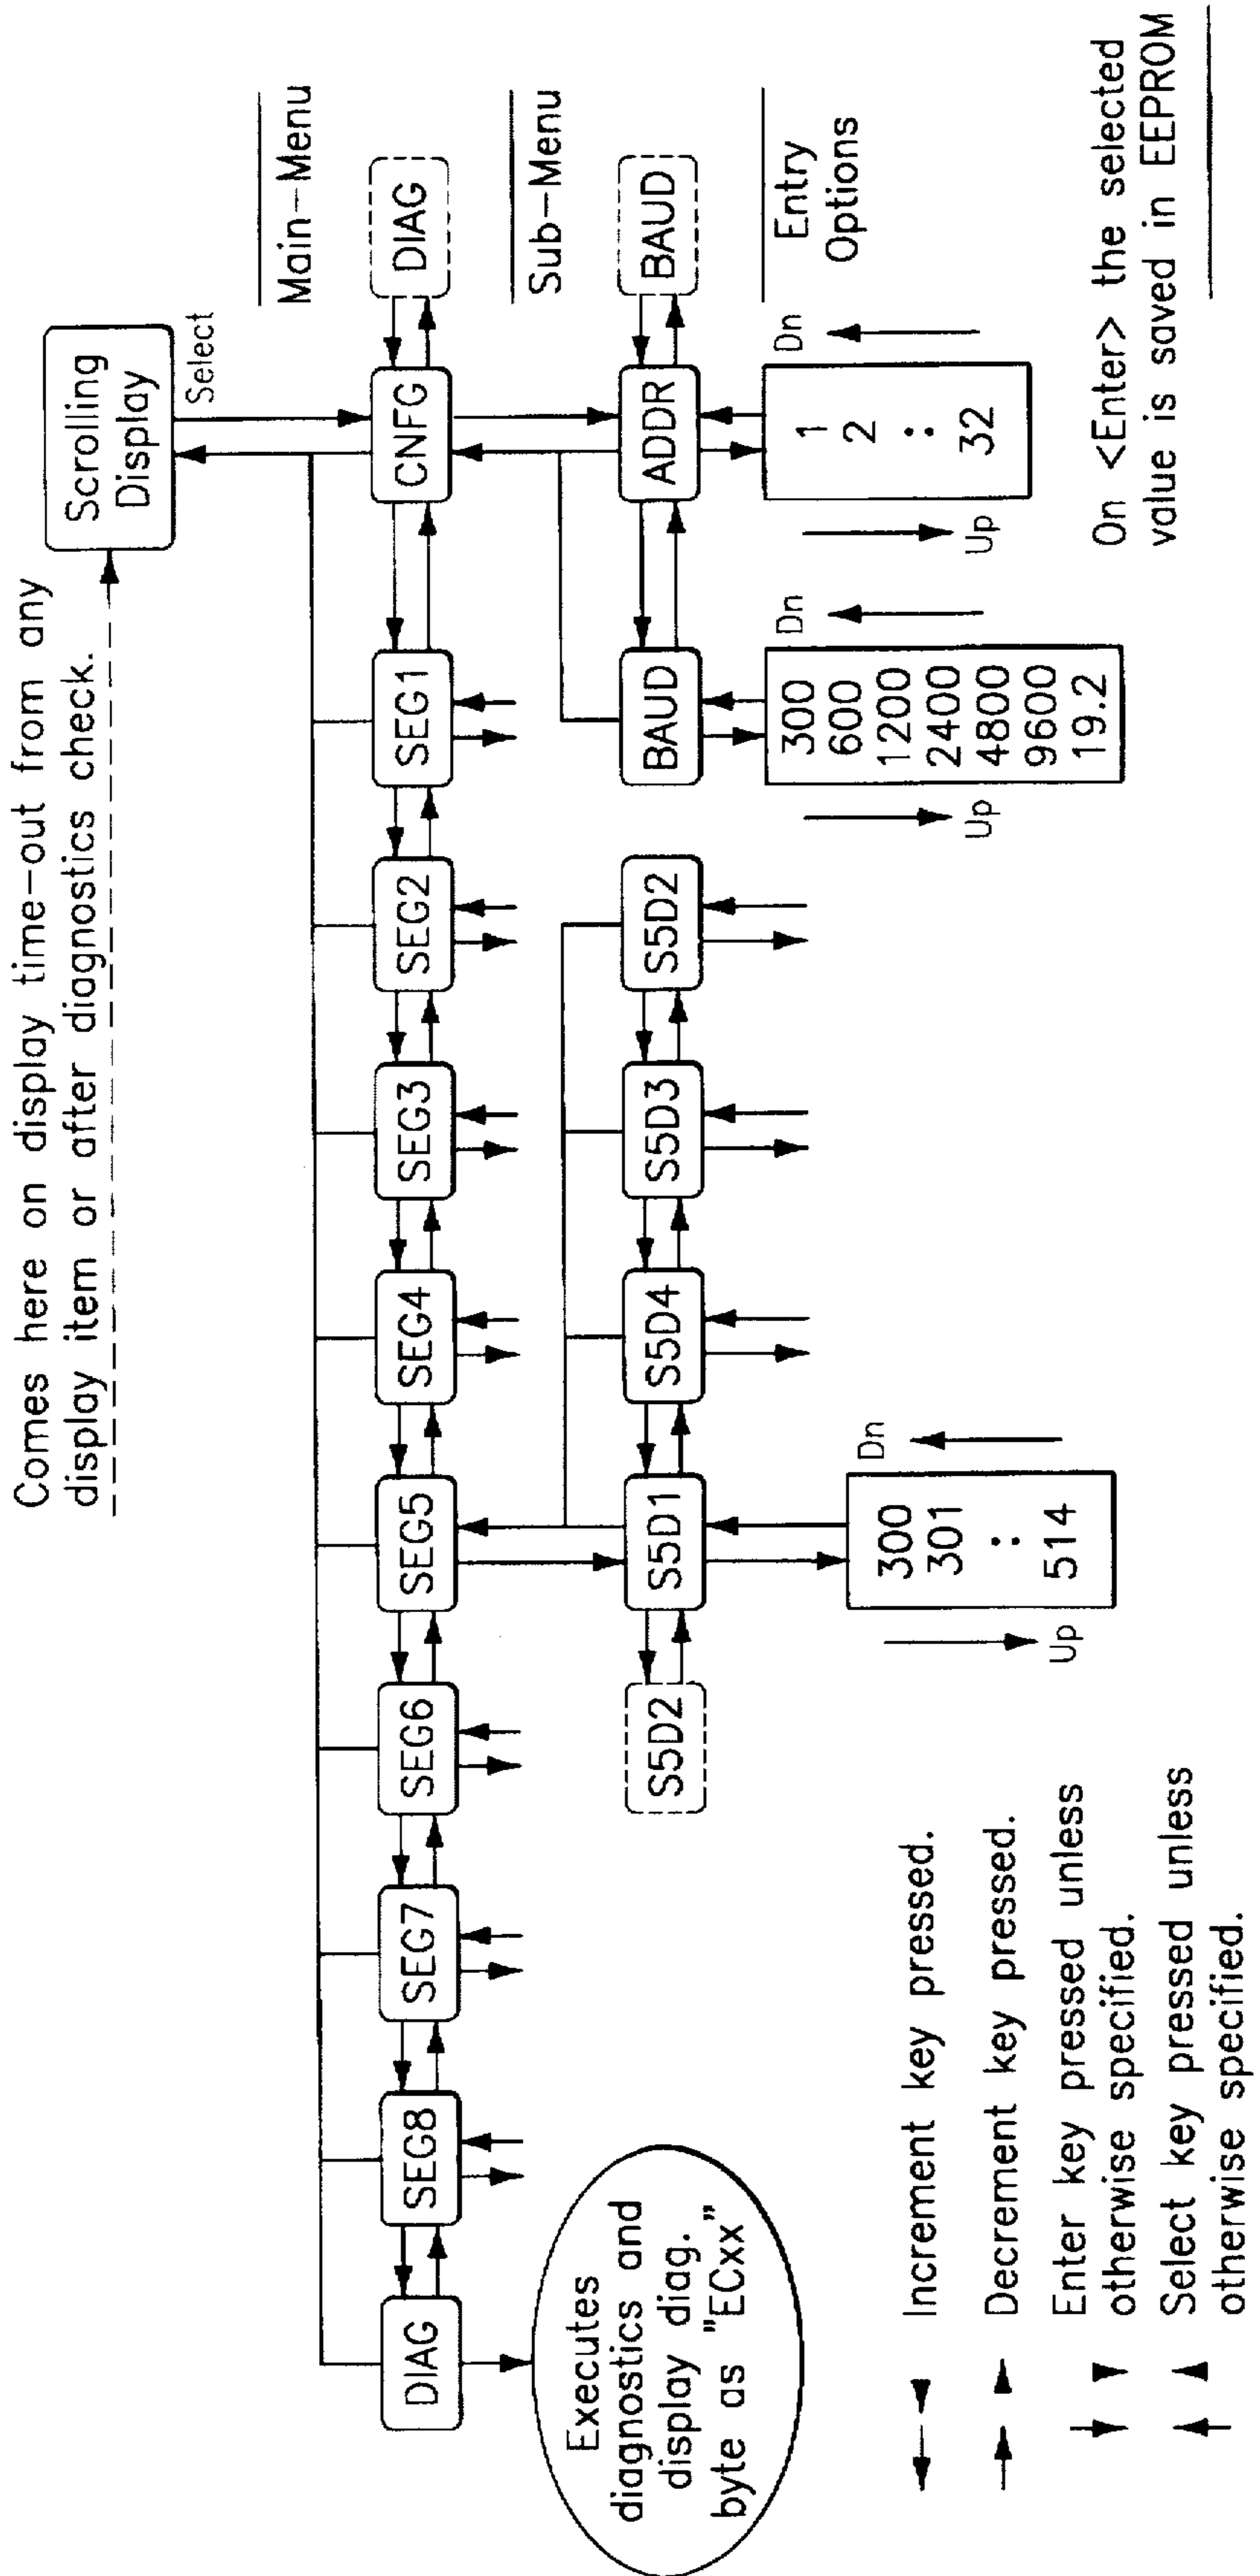 Comes here on display time-out from any
display item or after diagnostics check.
Scrolling
Display
Select
Main-Menu
DIAG
SEG8
SEG7
SEG6
SEG5
SEG4
SEG3
SEG2
SEG1
CNFG
DIAG
Sub-Menu
S5D2
S5D1
S5D4
S5D3
S5D2
BAUD
ADDR
BAUD
Entry
Options
Executes
diagnostics and
display diag.
byte as "ECxx"
Up
300
301
:
514
Dn
Up
300
600
1200
2400
4800
9600
19.2
Dn
Up
1
2
:
32
Dn
On <Enter> the selected
value is saved in EEPROM
Increment key pressed.
Decrement key pressed.
Enter key pressed unless
otherwise specified.
Select key pressed unless
otherwise specified.